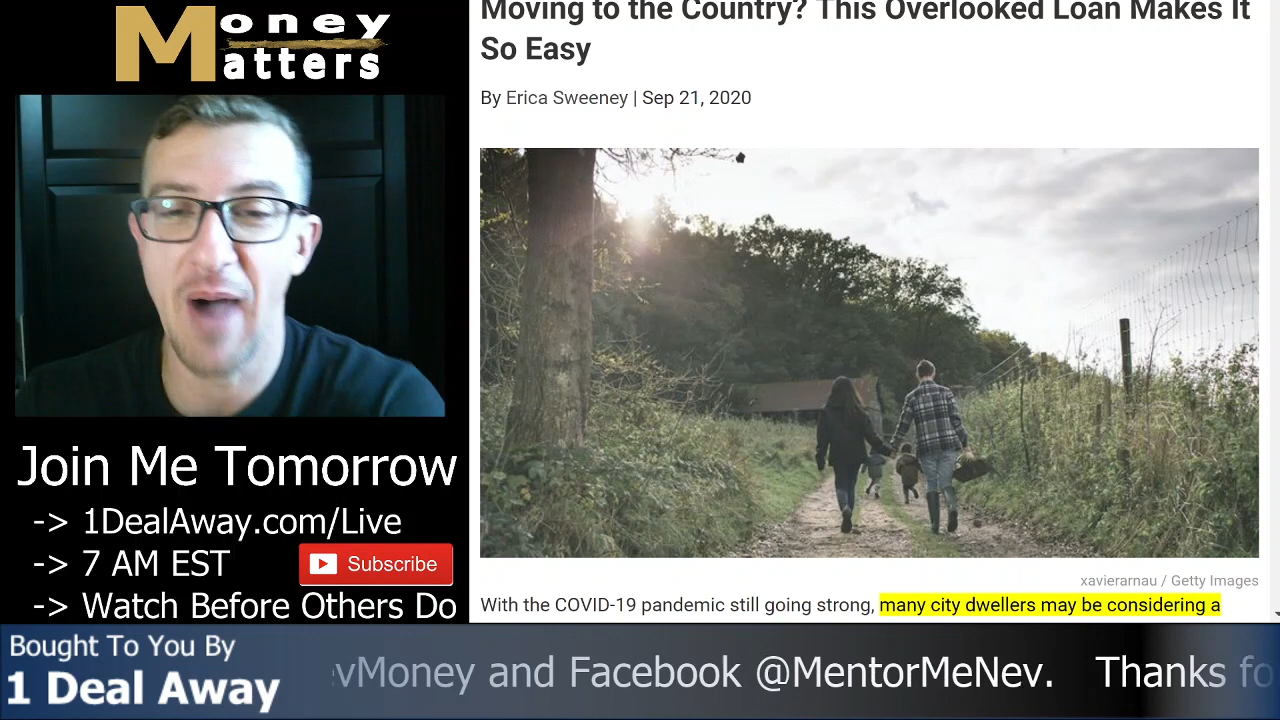 Money
Matters
Join Me Tomorrow
-> 1DealAway.com/Live
-> 7 AM EST
Subscribe
-> Watch Before Others Do
Moving to the Country? This Overlooked Loan Makes It
So Easy
By Erica Sweeney | Sep 21, 2020
xavierarnau / Getty Images
With the COVID-19 pandemic still going strong, many city dwellers may be considering a
Bought To You By
1 Deal Away
vMoney and Facebook @MentorMeNev. Thanks fo